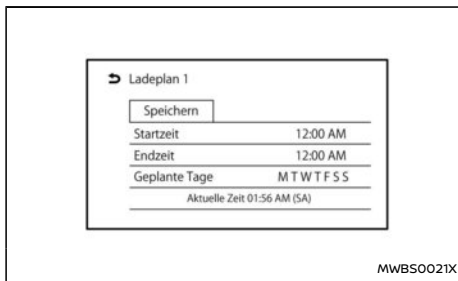 Ladeplan 1
Speichern
Startzeit 12:00 AM
Endzeit 12:00 AM
Geplante Tage M T W T F S S
Aktuelle Zeit 01:56 AM (SA)
MWBS0021X